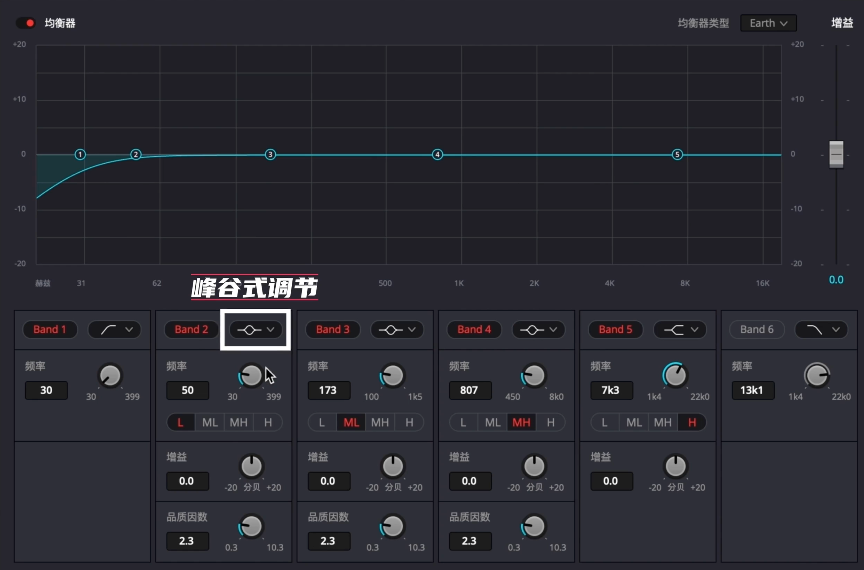 均衡器 均衡器类型 Earth 增益
+20 +20
+10 +10
0 1 2 3 4 5 0
-10 -10
-20 -20
赫兹 31 62 500 1K 2K 4K 8K 16K 0.0
峰谷式调节
Band 1 Band 2 Band 3 Band 4 Band 5 Band 6
频率 频率 频率 频率 频率 频率
30 50 173 807 7k3 13k1
30 399 30 399 100 1k5 450 8k0 1k4 22k0 1k4 22k0
L ML MH H L ML MH H L ML MH H L ML MH H
增益 增益 增益 增益
0.0 0.0 0.0 0.0
-20 分贝 +20 -20 分贝 +20 -20 分贝 +20 -20 分贝 +20
品质因数 品质因数 品质因数
2.3 2.3 2.3
0.3 10.3 0.3 10.3 0.3 10.3